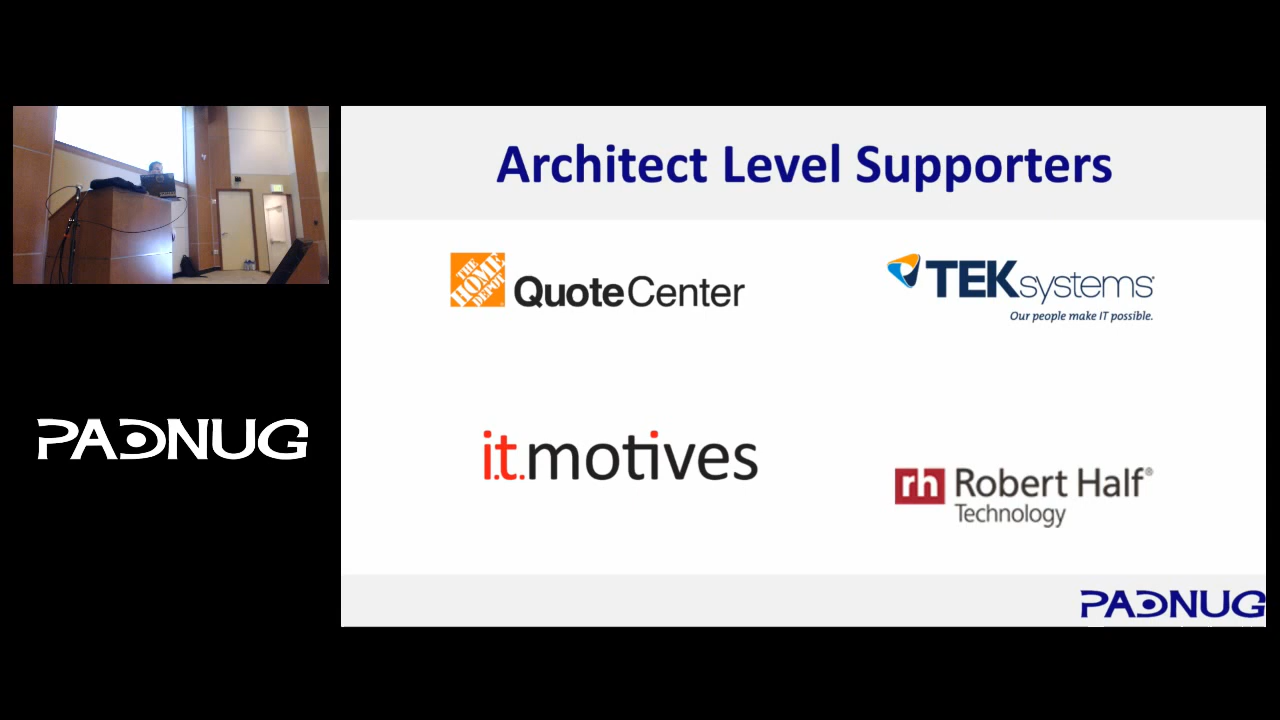 PADNUG
Architect Level Supporters
THE HOME DEPOT
QuoteCenter
TEKsystems
Our people make IT possible.
i.t.motives
rh Robert Half®
Technology
PADNUG